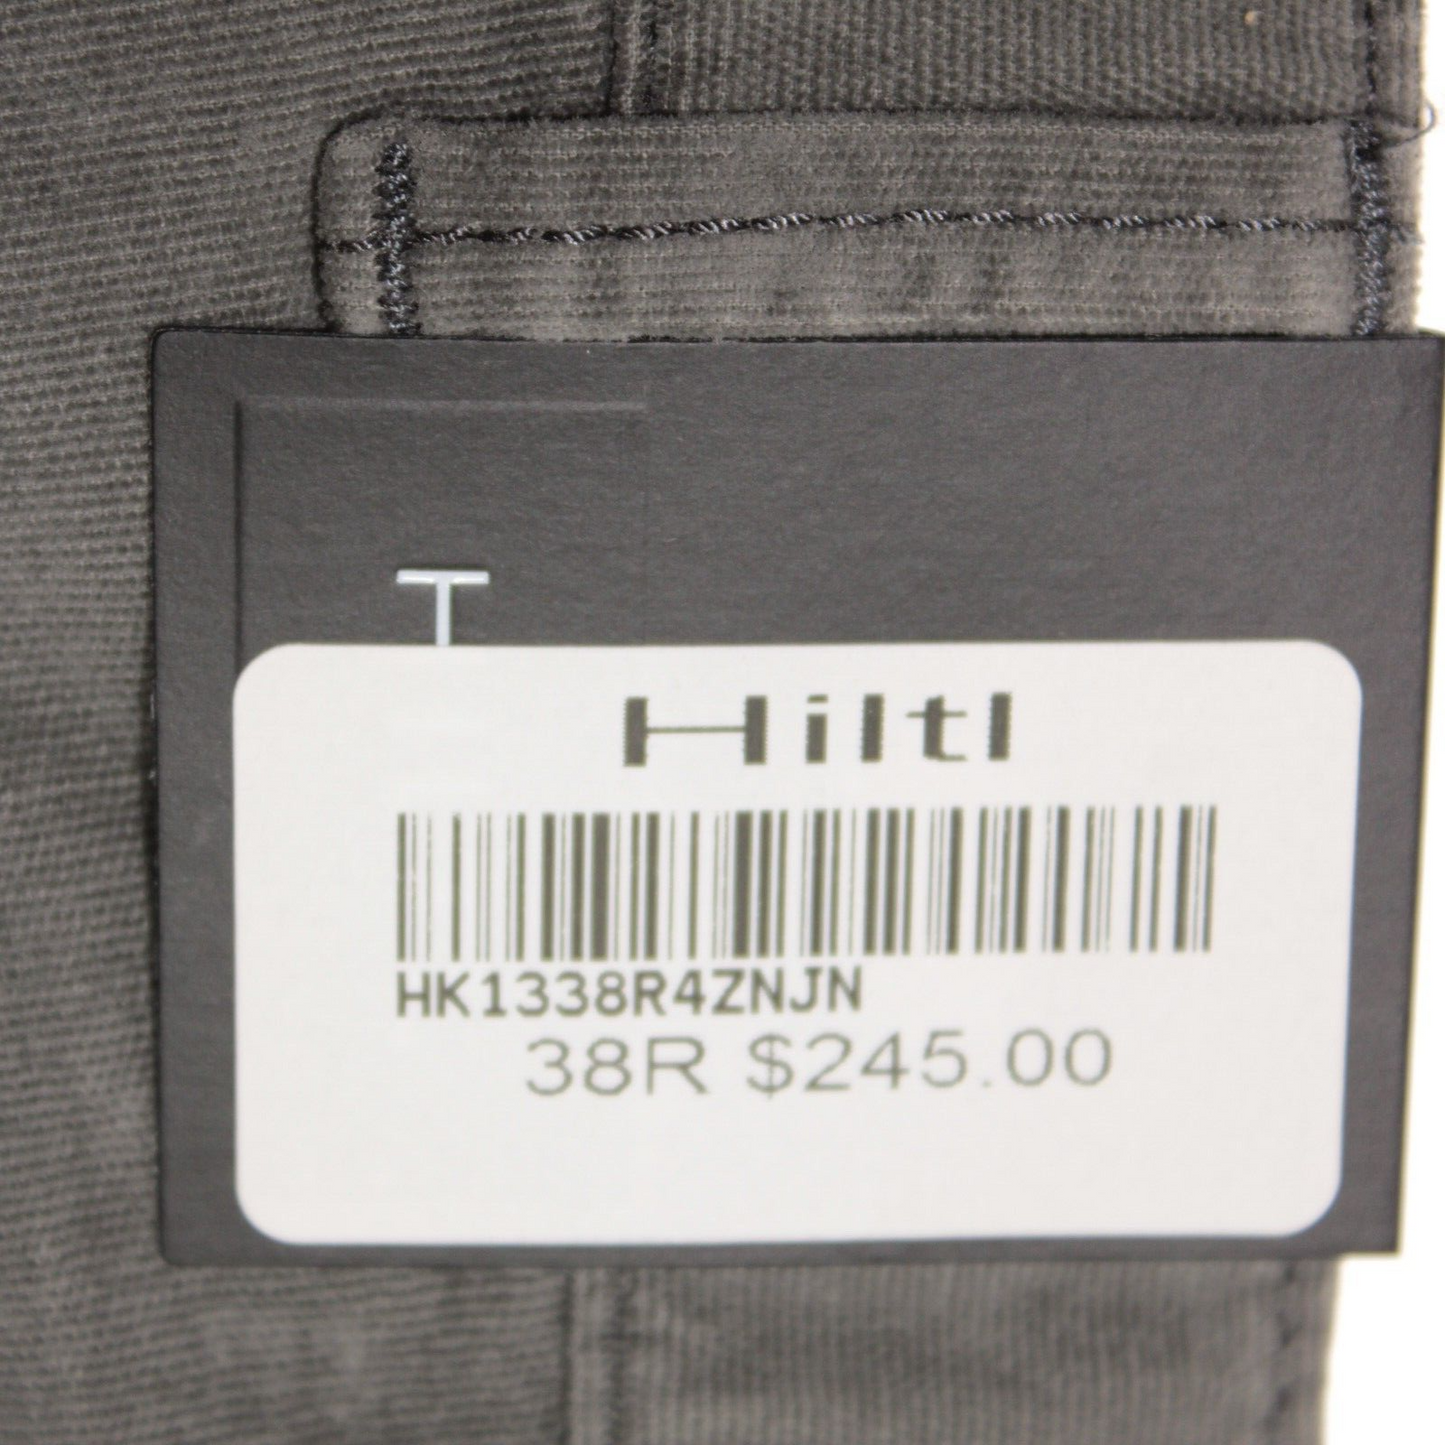 T
Hiltl
HK1338R4ZNJN
38R $245.00